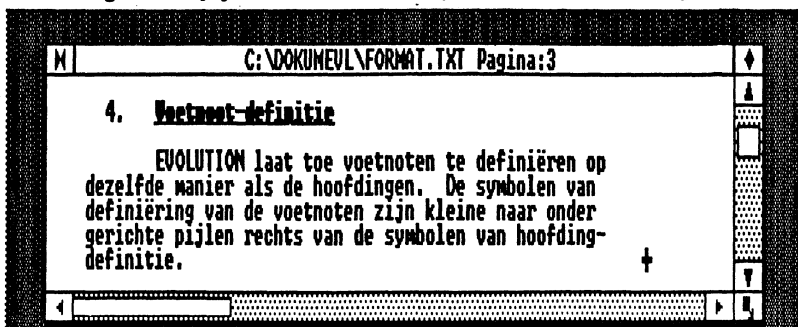 C:\DOKUMEVL\FORMAT.TXT Pagina:3
4. Voetnoot-definitie
EVOLUTION laat toe voetnoten te definiëren op
dezelfde manier als de hoofdingen. De symbolen van
definiëring van de voetnoten zijn kleine naar onder
gerichte pijlen rechts van de symbolen van hoofding-
definitie.